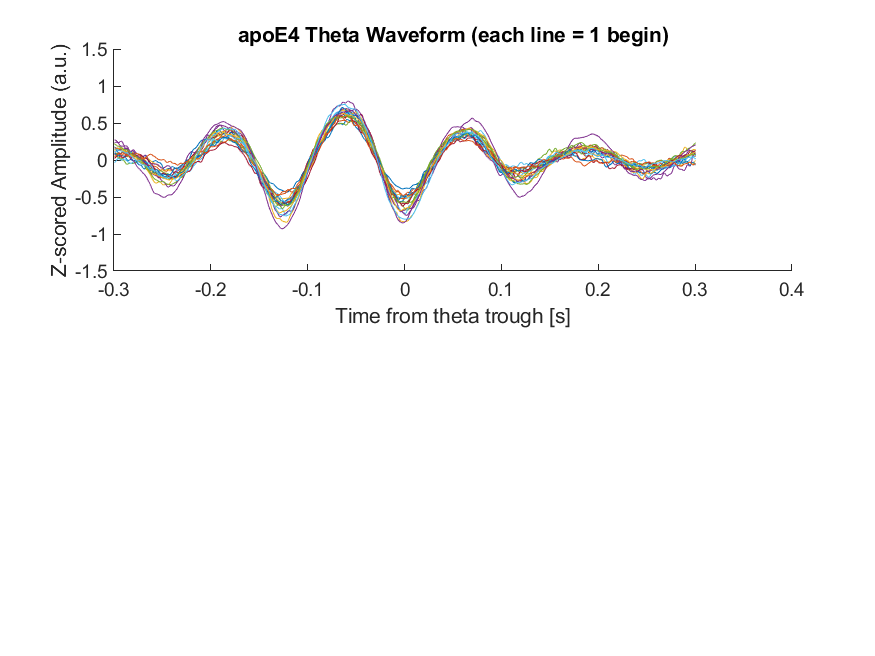 apoE4 Theta Waveform (each line = 1 begin)
Z-scored Amplitude (a.u.)
1.5
1
0.5
0
-0.5
-1
-1.5
-0.3 -0.2 -0.1 0 0.1 0.2 0.3 0.4
Time from theta trough [s]